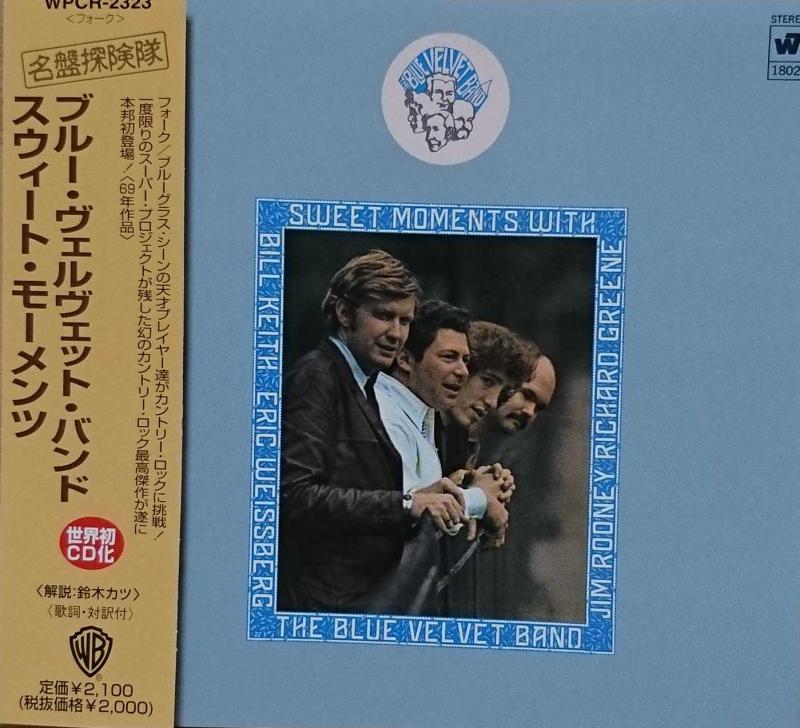 WPCR-2323
〈フォーク〉
名盤探険隊
ブルー・ヴェルヴェット・バンド
スウィート・モーメンツ
フォーク／ブルーグラス・シーンの天才プレイヤー達がカントリー・ロックに挑戦！
一度限りのスーパー・プロジェクトが残した幻のカントリー・ロック最高傑作が遂に
本邦初登場！〈69年作品〉
世界初
CD化
〈解説:鈴木カツ〉
〈歌詞・対訳付〉
WB
®
定価￥2,100
(税抜価格￥2,000)
THE BLUE VELVET BAND
STEREO
W7
1802
SWEET MOMENTS WITH
BILL KEITH ERIC WEISSBERG
JIM ROONEY RICHARD GREENE
THE BLUE VELVET BAND